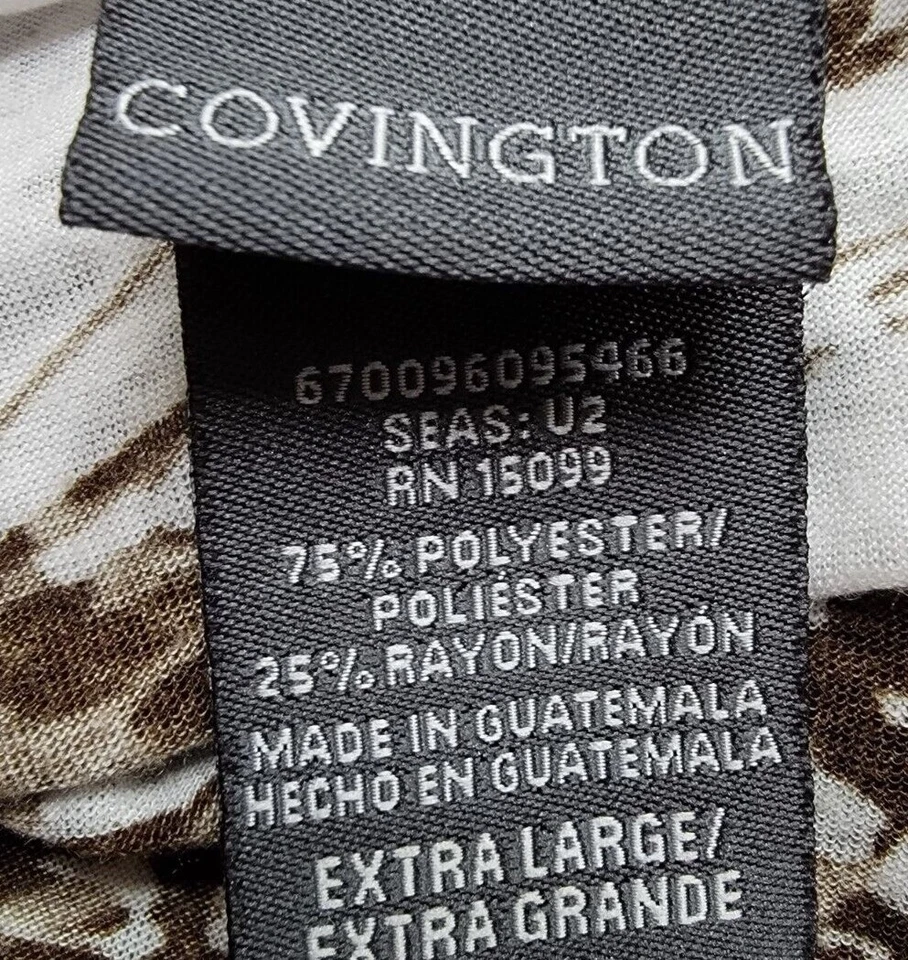 COVINGTON
670096095466
SEAS: U2
RN 15099
75% POLYESTER/
POLIÉSTER
25% RAYON/RAYÓN
MADE IN GUATEMALA
HECHO EN GUATEMALA
EXTRA LARGE/
EXTRA GRANDE